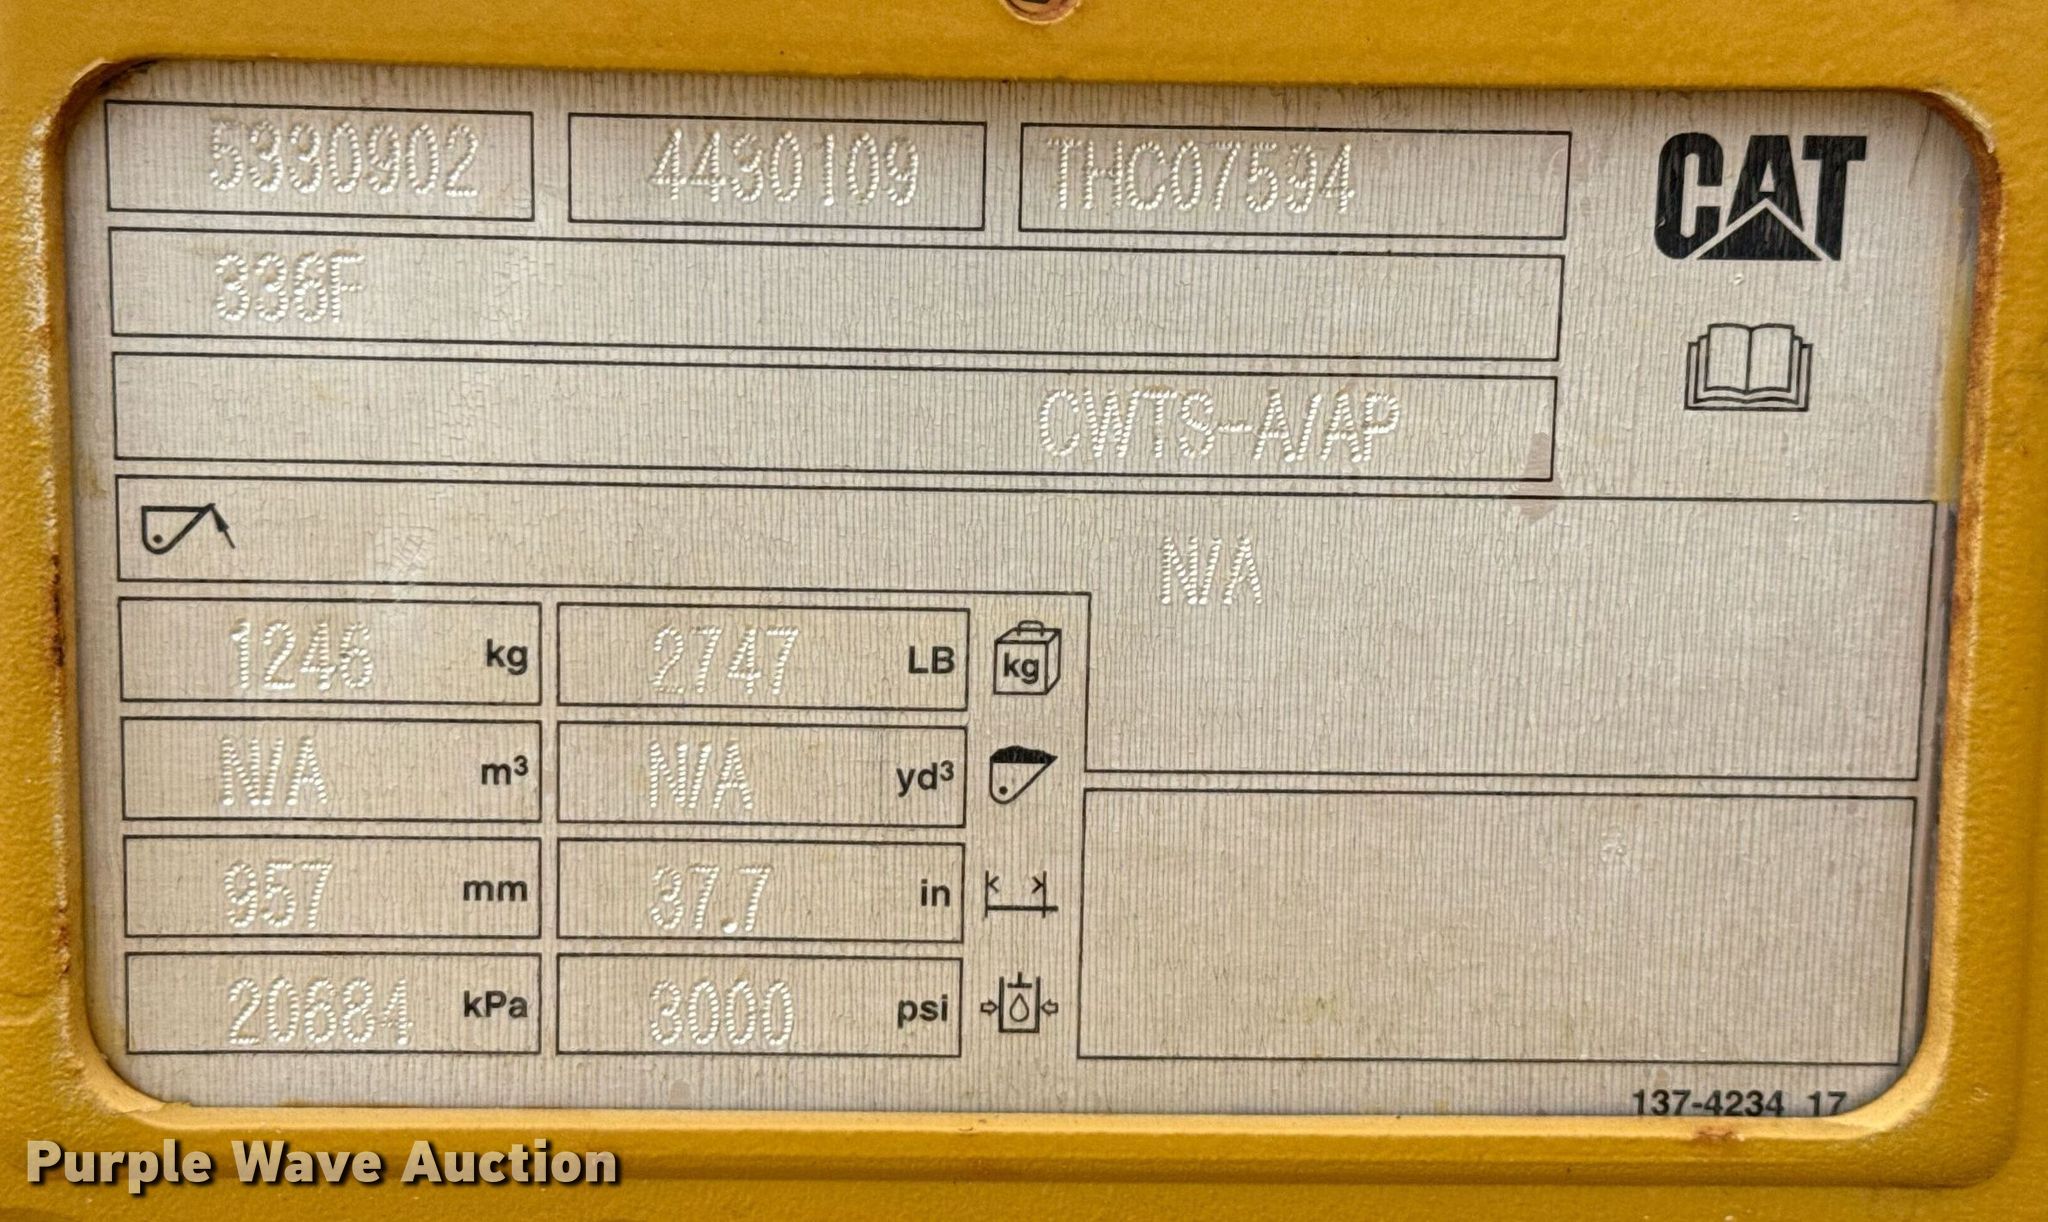 5330902 4430109 THC07594 CAT
336F
CWTS-A/AP
N/A
1246 kg 2747 LB kg
N/A m³ N/A yd³
957 mm 37.7 in
20684 kPa 3000 psi
137-4234 17
Purple Wave Auction